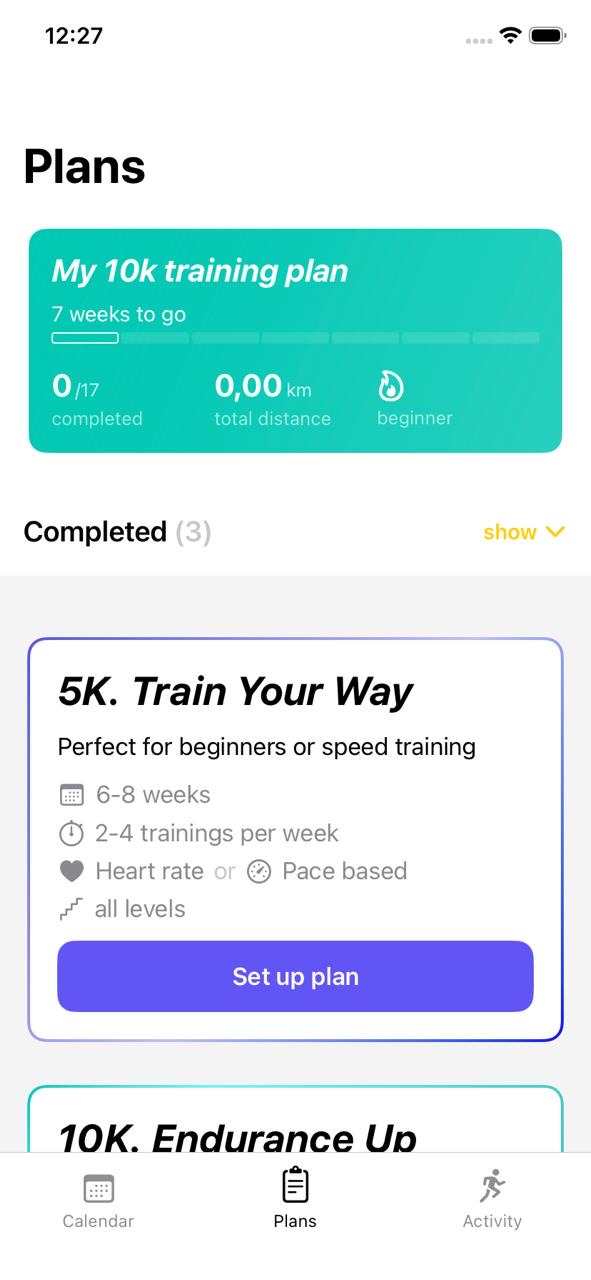 12:27
Plans
My 10k training plan
7 weeks to go
0/17
completed
0,00 km
total distance
beginner
Completed (3)
show
5K. Train Your Way
Perfect for beginners or speed training
6-8 weeks
2-4 trainings per week
Heart rate or Pace based
all levels
Set up plan
10K. Endurance Up
Calendar
Plans
Activity